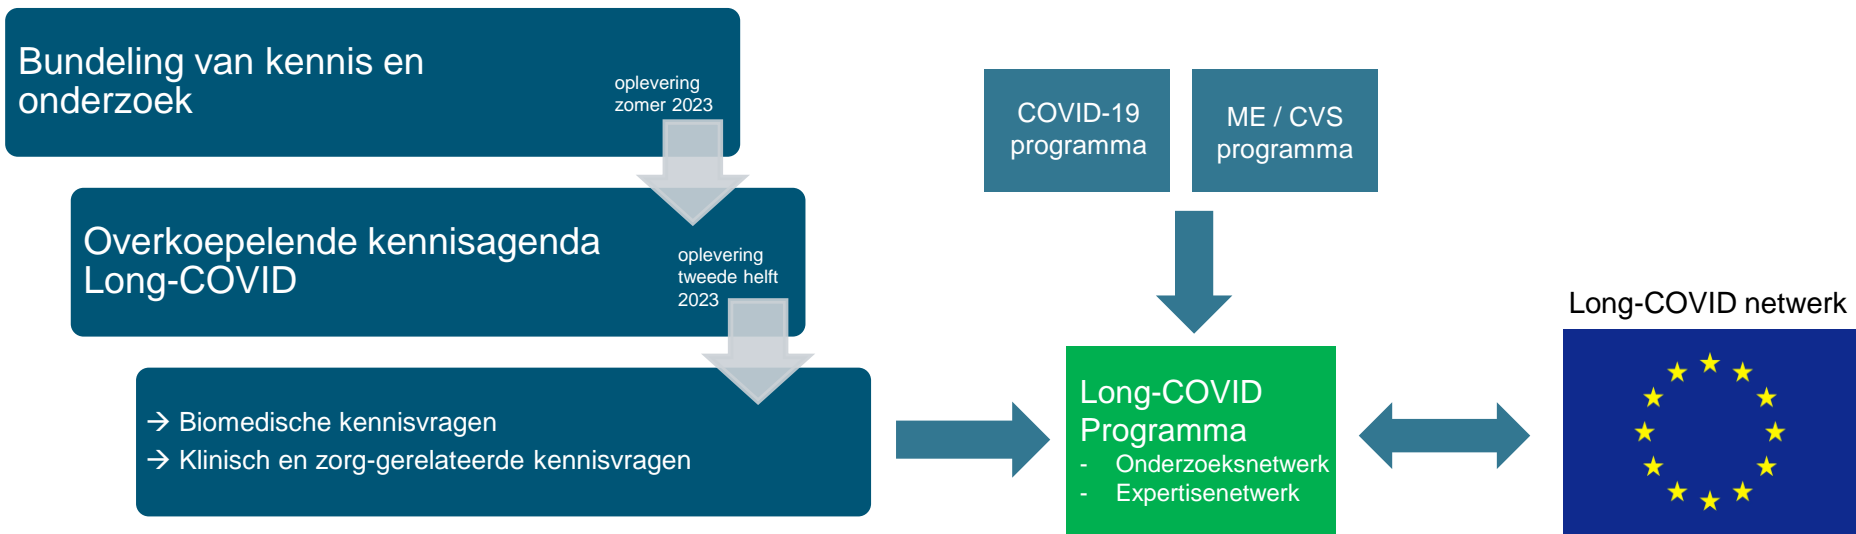 Bundeling van kennis en
onderzoek
oplevering
zomer 2023
Overkoepelende kennisagenda
Long-COVID
oplevering
tweede helft
2023
→ Biomedische kennisvragen
→ Klinisch en zorg-gerelateerde kennisvragen
COVID-19
programma
ME / CVS
programma
Long-COVID
Programma
- Onderzoeksnetwerk
- Expertisenetwerk
Long-COVID netwerk